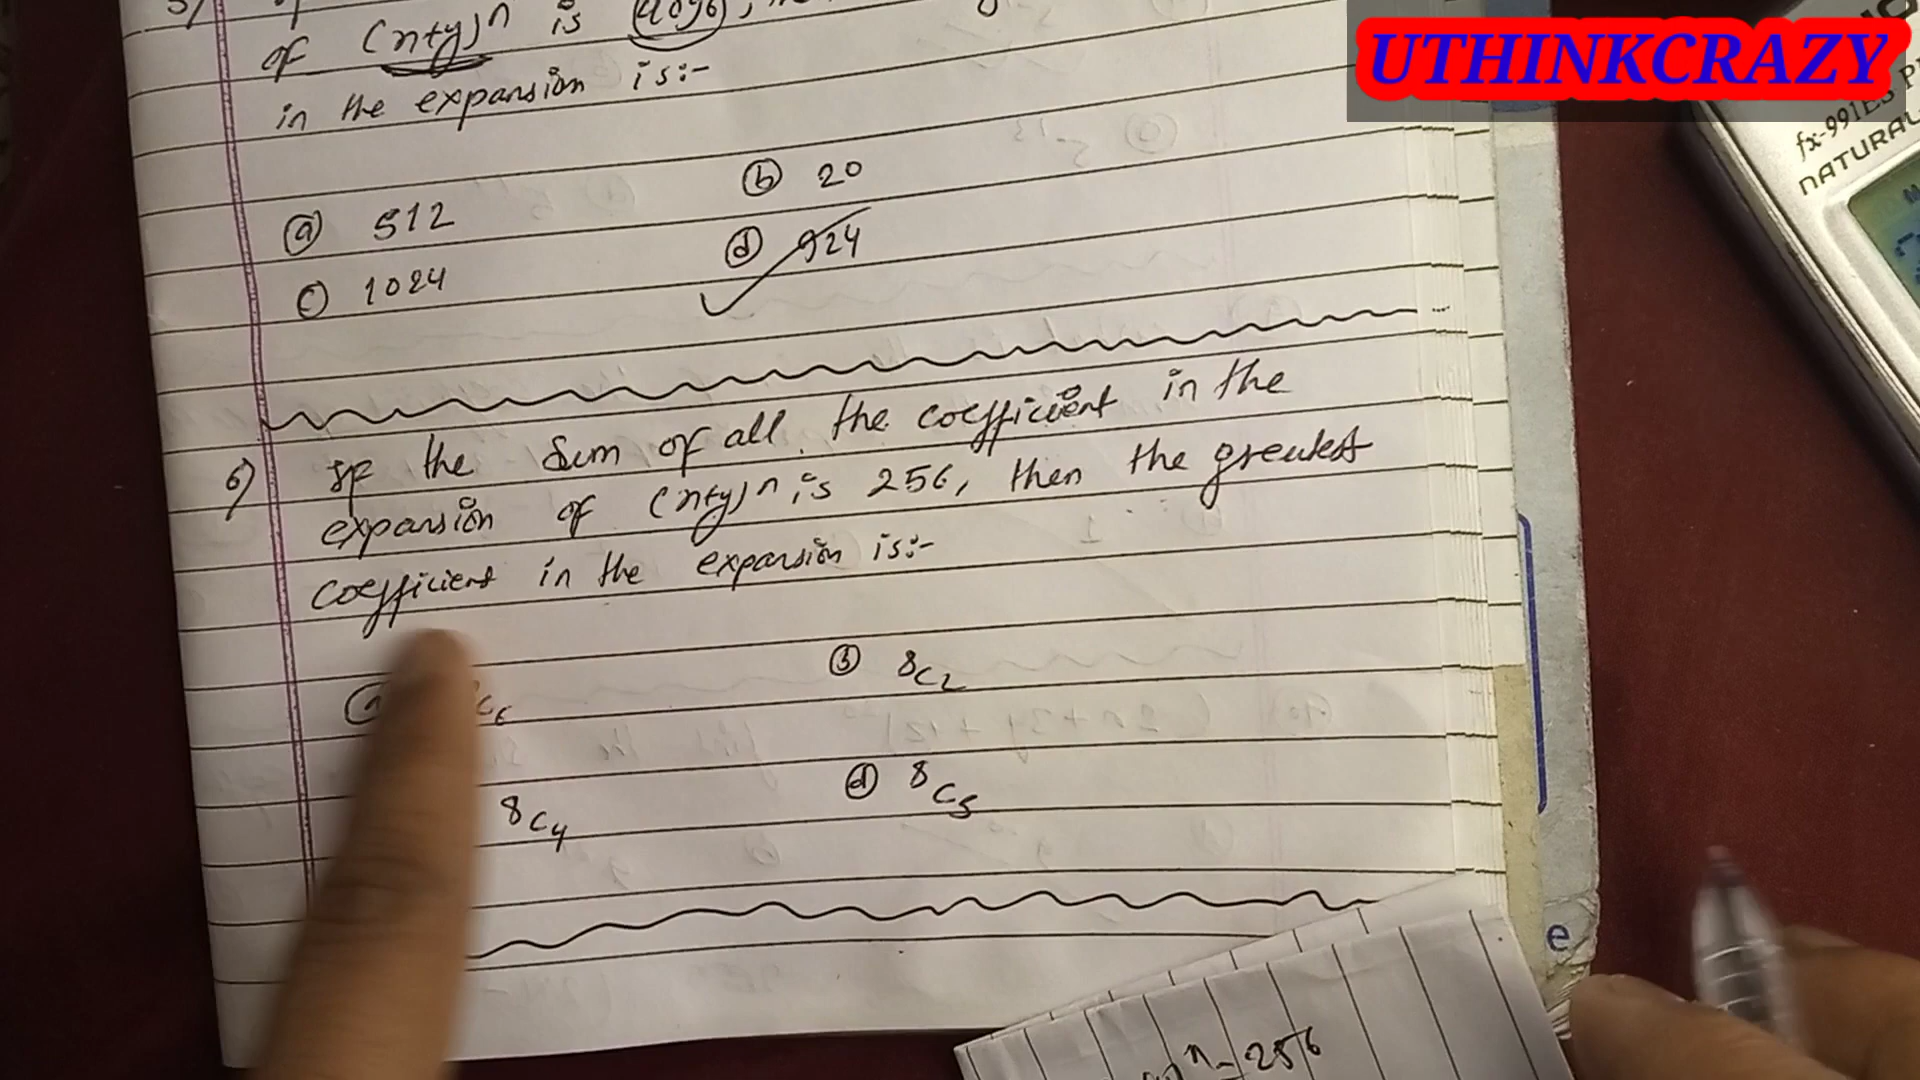 of (x+y)ⁿ is 4096,
in the expansion is:-
UTHINKCRAZY
fx-991ES
NATURAL
(a) 512 (b) 20
(c) 1024 (d) 924
6) If the Sum of all the coefficient in the
expansion of (x+y)ⁿ is 256, then the greatest
coefficient in the expansion is:-
(b) 8C2
8C4 (d) 8C5
e
n = 256